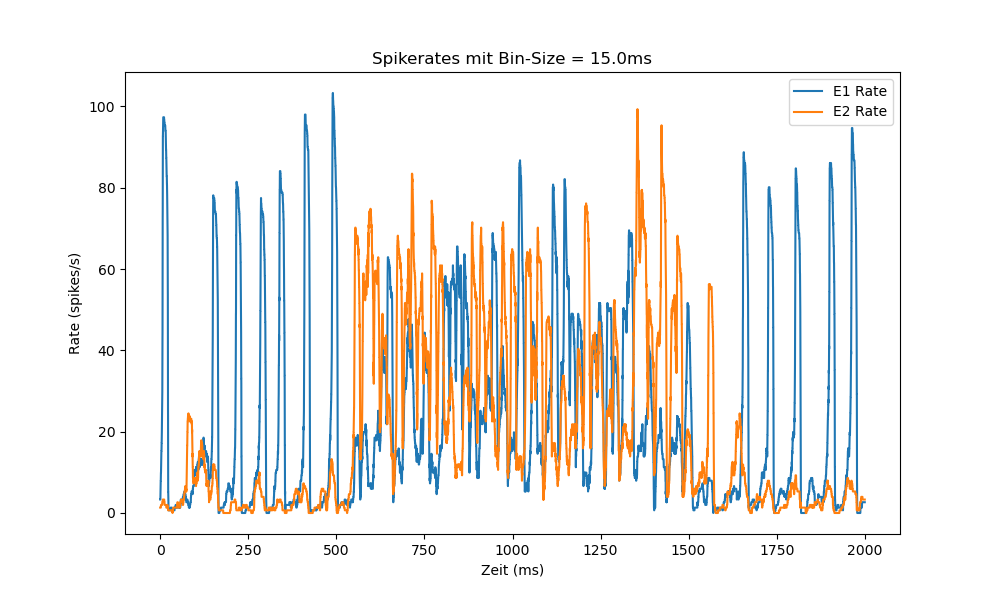 Spikerates mit Bin-Size = 15.0ms
E1 Rate
E2 Rate
100
80
60
40
20
0
Rate (spikes/s)
0 250 500 750 1000 1250 1500 1750 2000
Zeit (ms)